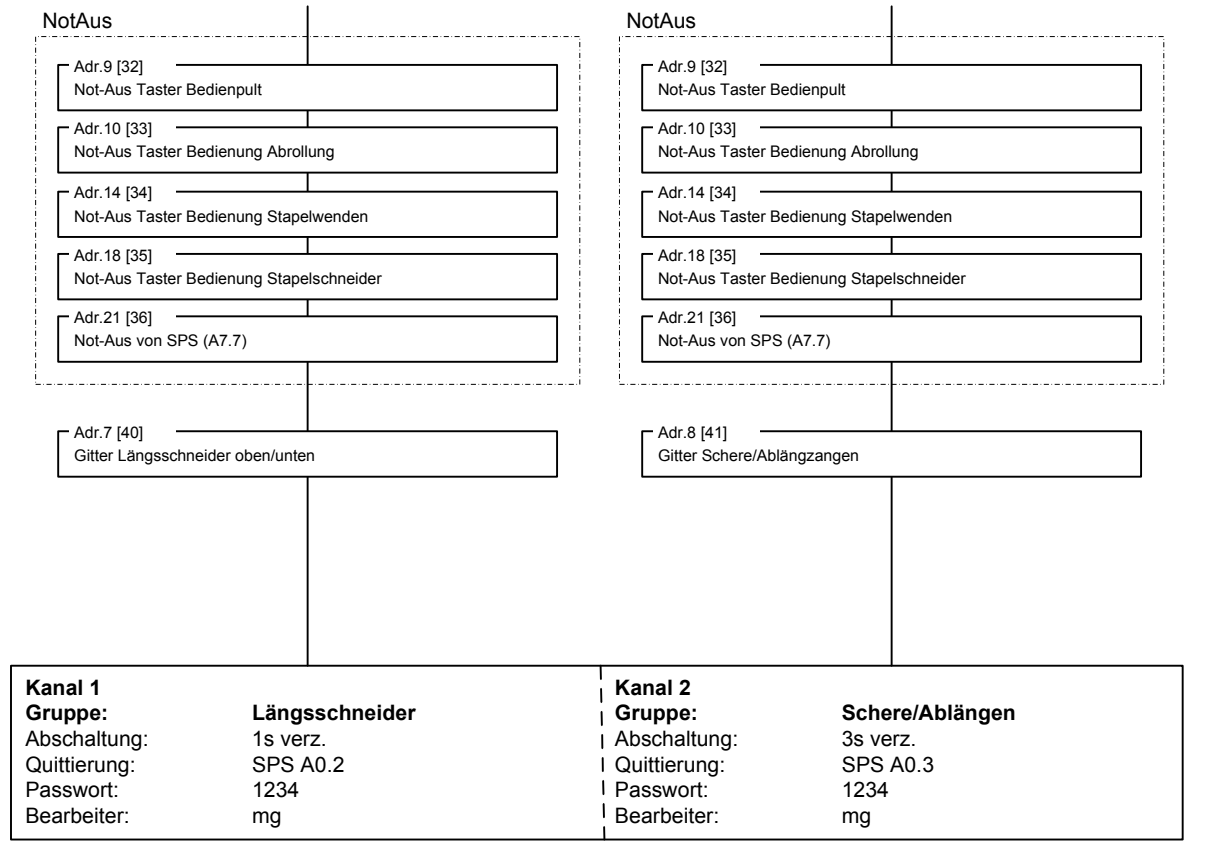 NotAus
Adr.9 [32]
Not-Aus Taster Bedienpult
Adr.10 [33]
Not-Aus Taster Bedienung Abrollung
Adr.14 [34]
Not-Aus Taster Bedienung Stapelwenden
Adr.18 [35]
Not-Aus Taster Bedienung Stapelschneider
Adr.21 [36]
Not-Aus von SPS (A7.7)
Adr.7 [40]
Gitter Längsschneider oben/unten
NotAus
Adr.9 [32]
Not-Aus Taster Bedienpult
Adr.10 [33]
Not-Aus Taster Bedienung Abrollung
Adr.14 [34]
Not-Aus Taster Bedienung Stapelwenden
Adr.18 [35]
Not-Aus Taster Bedienung Stapelschneider
Adr.21 [36]
Not-Aus von SPS (A7.7)
Adr.8 [41]
Gitter Schere/Ablängzangen
Kanal 1
Gruppe: Längsschneider
Abschaltung: 1s verz.
Quittierung: SPS A0.2
Passwort: 1234
Bearbeiter: mg
Kanal 2
Gruppe: Schere/Ablängen
Abschaltung: 3s verz.
Quittierung: SPS A0.3
Passwort: 1234
Bearbeiter: mg